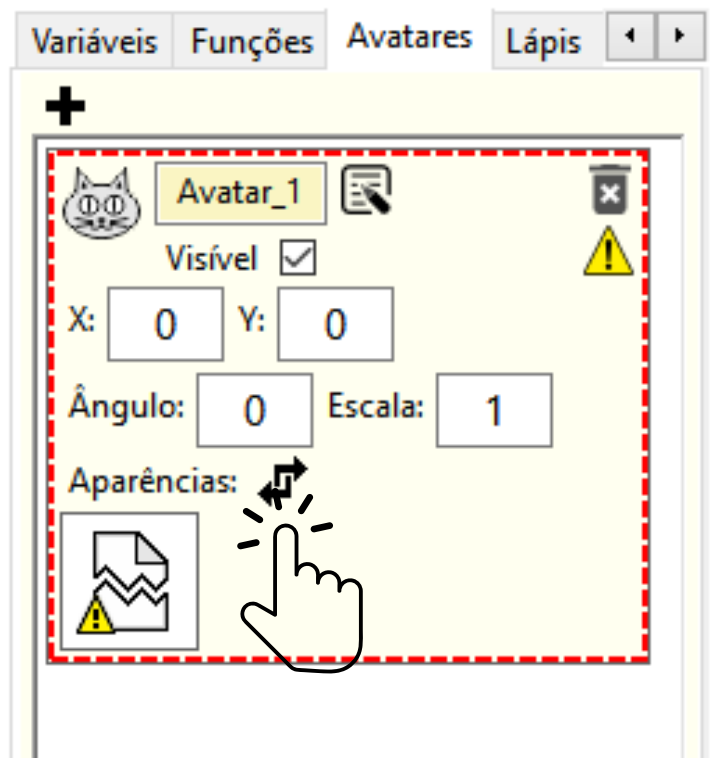 Variáveis Funções Avatares Lápis
Avatar_1
Visível
X: 0 Y: 0
Ângulo: 0 Escala: 1
Aparências: